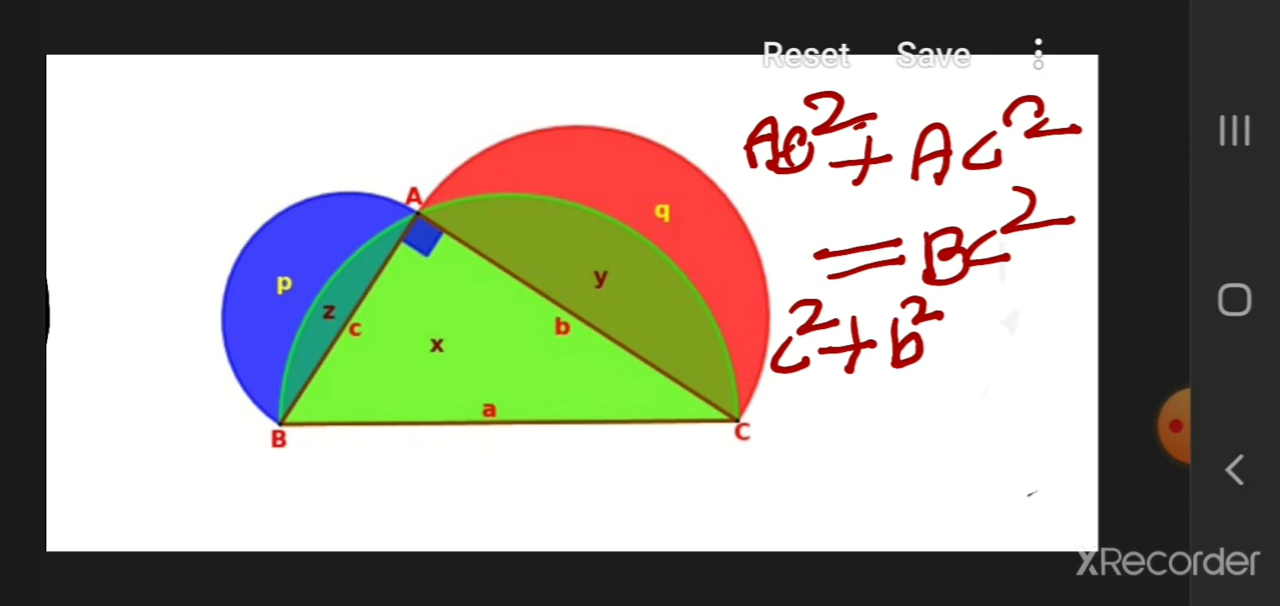 Reset Save
AB²+ AC²
= BC²
c²+b²
A
q
p
y
z
c
b
x
a
B
C
XRecorder